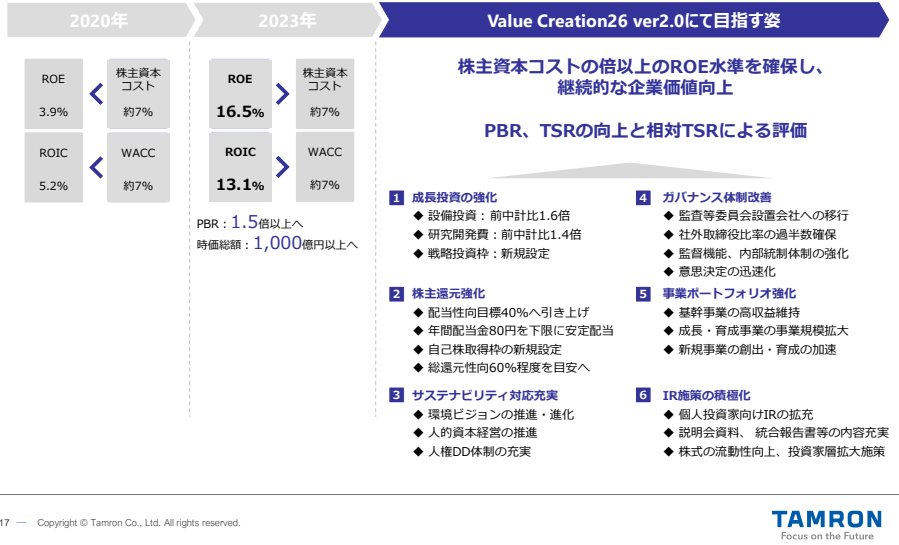 2020年
2023年
Value Creation26 ver2.0にて目指す姿
ROE
3.9%
株主資本
コスト
約7%
ROIC
5.2%
WACC
約7%
ROE
16.5%
株主資本
コスト
約7%
ROIC
13.1%
WACC
約7%
PBR：1.5倍以上へ
時価総額：1,000億円以上へ
株主資本コストの倍以上のROE水準を確保し、
継続的な企業価値向上
PBR、TSRの向上と相対TSRによる評価
1 成長投資の強化
◆ 設備投資：前中計比1.6倍
◆ 研究開発費：前中計比1.4倍
◆ 戦略投資枠：新規設定
2 株主還元強化
◆ 配当性向目標40%へ引き上げ
◆ 年間配当金80円を下限に安定配当
◆ 自己株取得枠の新規設定
◆ 総還元性向60%程度を目安へ
3 サステナビリティ対応充実
◆ 環境ビジョンの推進・進化
◆ 人的資本経営の推進
◆ 人権DD体制の充実
4 ガバナンス体制改善
◆ 監査等委員会設置会社への移行
◆ 社外取締役比率の過半数確保
◆ 監督機能、内部統制体制の強化
◆ 意思決定の迅速化
5 事業ポートフォリオ強化
◆ 基幹事業の高収益維持
◆ 成長・育成事業の事業規模拡大
◆ 新規事業の創出・育成の加速
6 IR施策の積極化
◆ 個人投資家向けIRの拡充
◆ 説明会資料、 統合報告書等の内容充実
◆ 株式の流動性向上、投資家層拡大施策
17 — Copyright © Tamron Co., Ltd. All rights reserved.
TAMRON
Focus on the Future